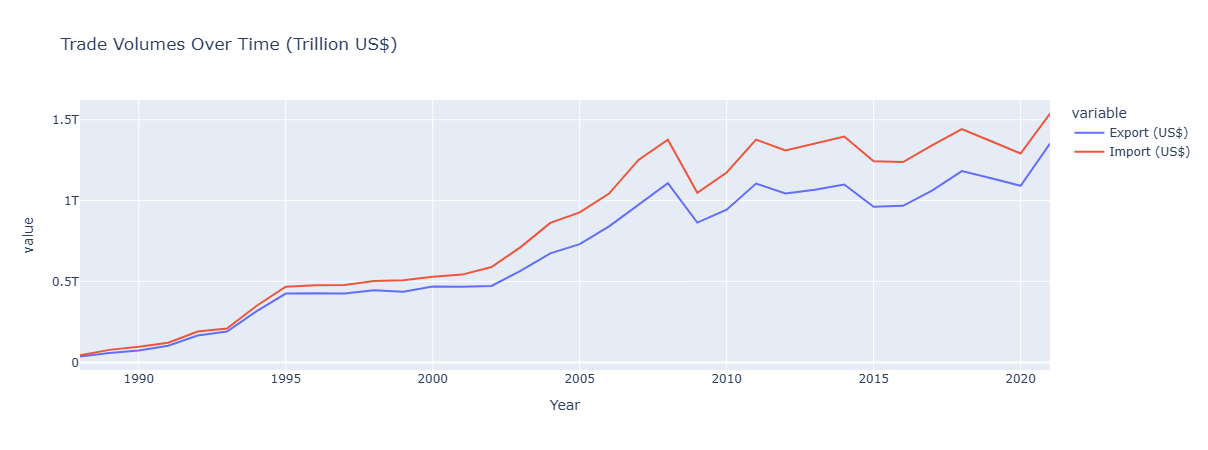 Trade Volumes Over Time (Trillion US$)
variable
Export (US$)
Import (US$)
value
1.5T
1T
0.5T
0
1990 1995 2000 2005 2010 2015 2020
Year